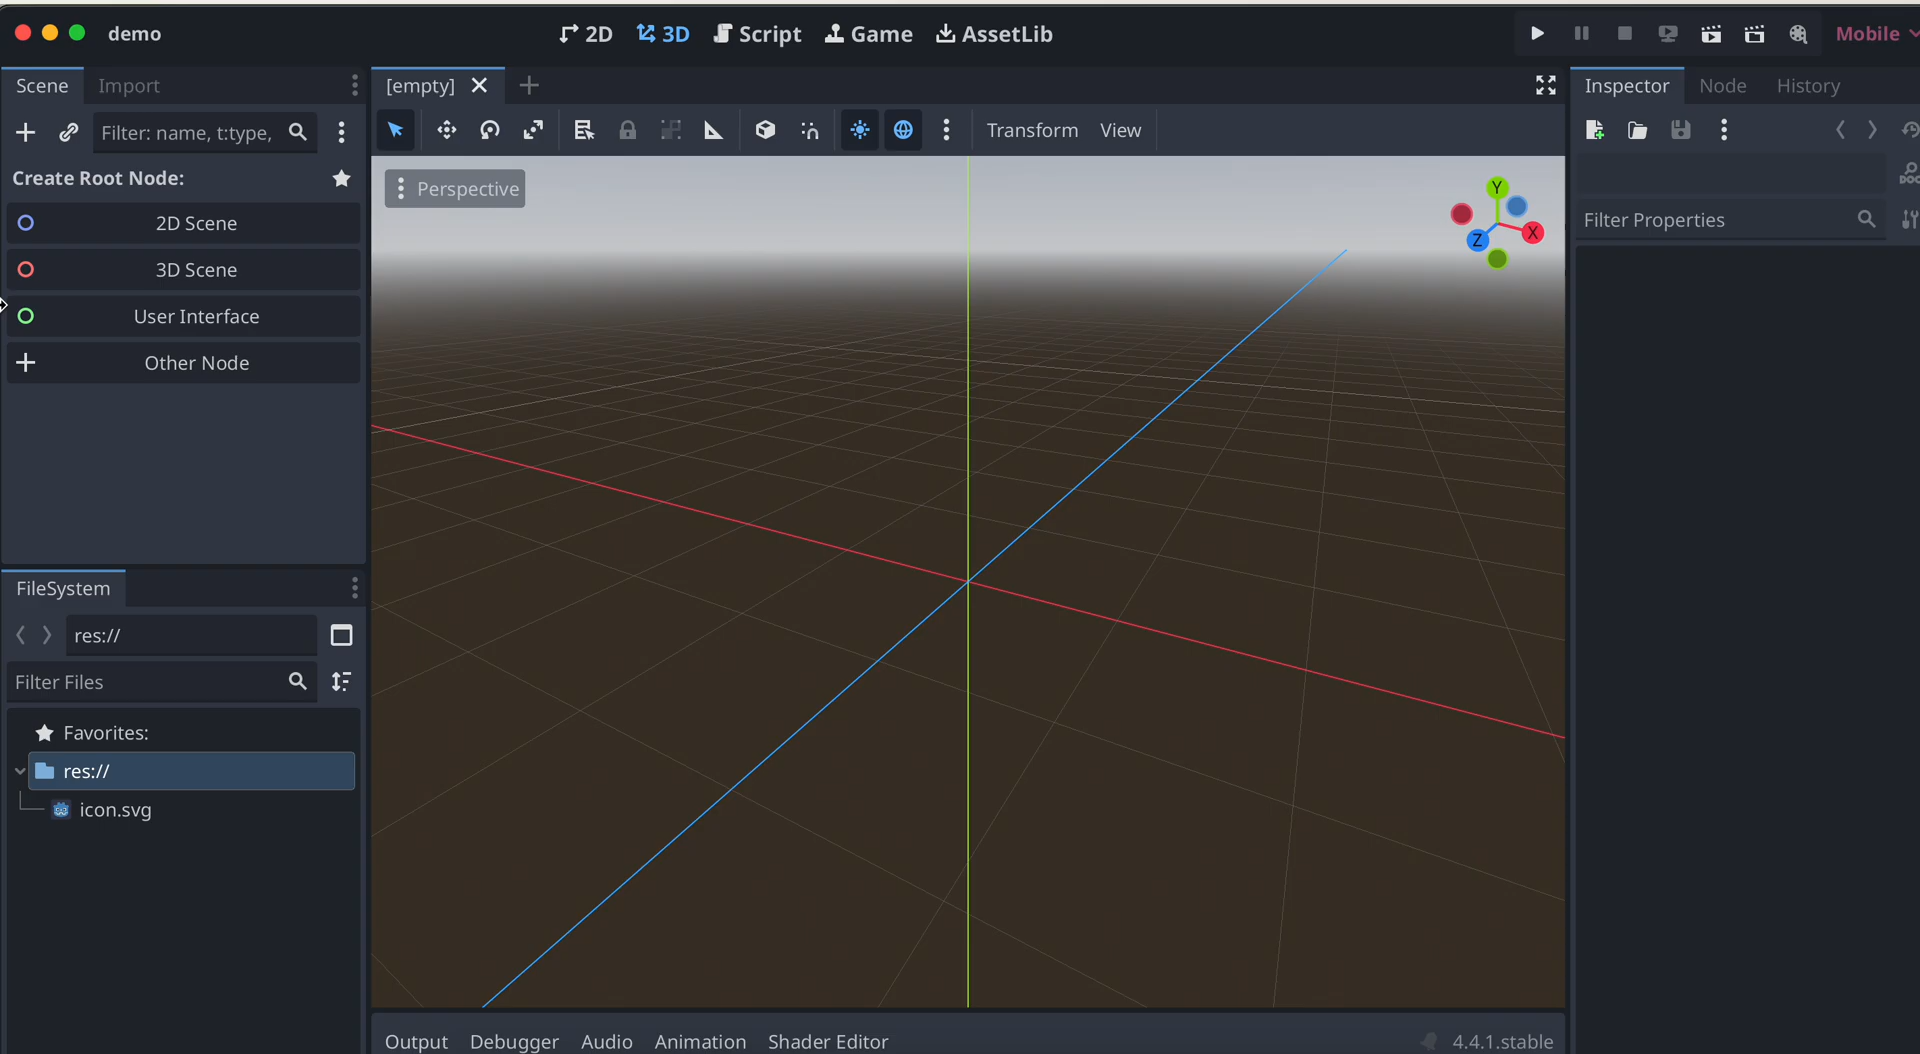 demo
2D
3D
Script
Game
AssetLib
Mobile
Scene
Import
Filter: name, t:type,
Create Root Node:
2D Scene
3D Scene
User Interface
Other Node
FileSystem
res://
Filter Files
Favorites:
res://
icon.svg
[empty]
Transform
View
Perspective
Y
X
Z
Output
Debugger
Audio
Animation
Shader Editor
4.4.1.stable
Inspector
Node
History
DOC
Filter Properties